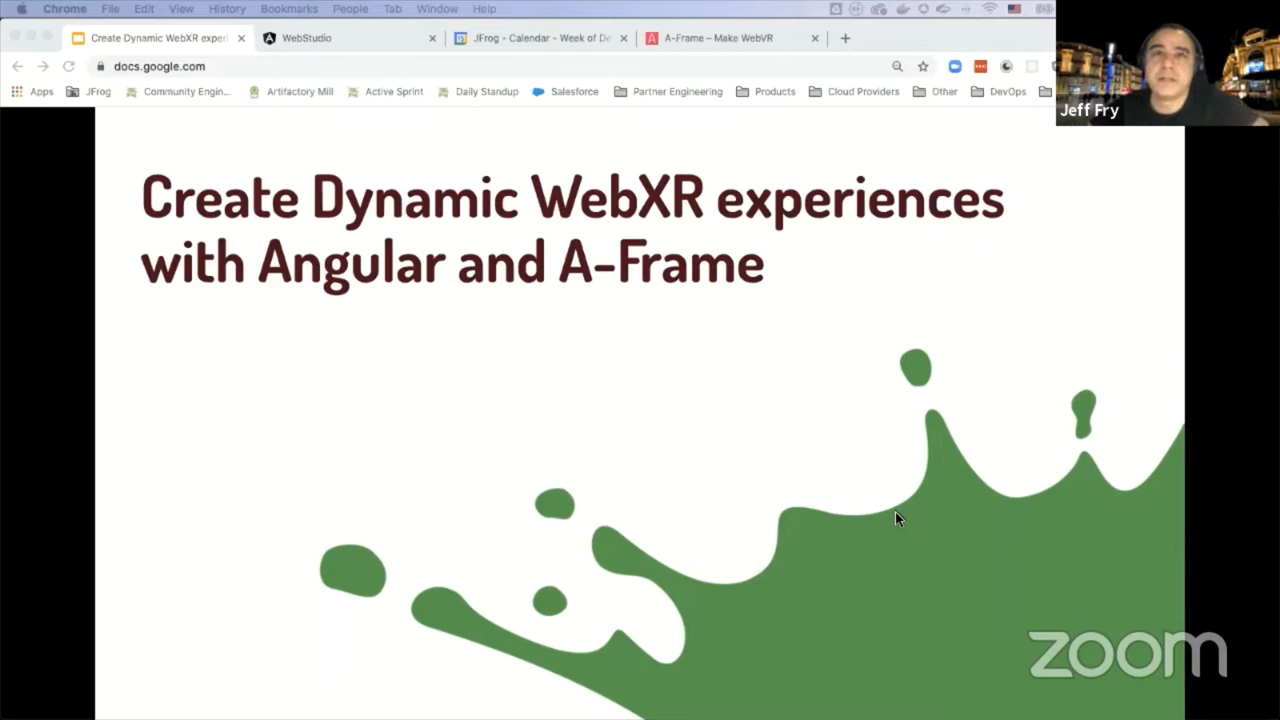 Chrome File Edit View History Bookmarks People Tab Window Help
Create Dynamic WebXR experi WebStudio JFrog - Calendar - Week of De A-Frame – Make WebVR
docs.google.com
Apps JFrog Community Engin... Artifactory Mill Active Sprint Daily Standup Salesforce Partner Engineering Products Cloud Providers Other DevOps
Jeff Fry
Create Dynamic WebXR experiences
with Angular and A-Frame
zoom